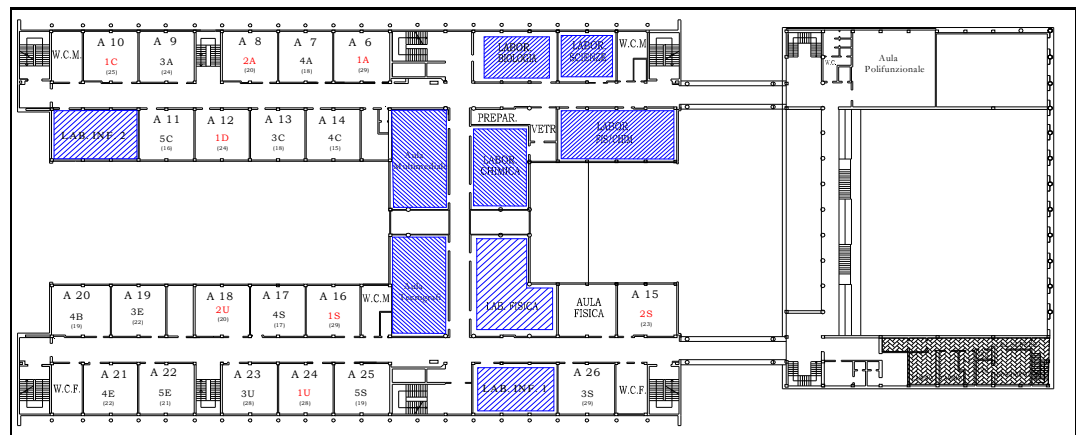 W.C.M.
A 10
1C
(25)
A 9
3A
(24)
A 8
2A
(20)
A 7
4A
(18)
A 6
1A
(29)
LABOR.
BIOLOGIA
LABOR.
SCIENZE
W.C.M.
W.C.
Aula
Polifunzionale
LAB. INF. 2
A 11
5C
(16)
A 12
1D
(24)
A 13
3C
(18)
A 14
4C
(15)
Aula
Multimediale
PREPAR.
VETR.
LABOR.
CHIMICA
LABOR.
FIS/CHIM
A 20
4B
(19)
A 19
3E
(22)
A 18
2U
(20)
A 17
4S
(17)
A 16
1S
(29)
W.C.M.
Aula
LAB. FISICA
AULA
FISICA
A 15
2S
(23)
A 21
4E
(22)
A 22
5E
(21)
A 23
3U
(28)
A 24
1U
(28)
A 25
5S
(19)
W.C.F.
LAB. INF. 1
A 26
3S
(29)
W.C.F.